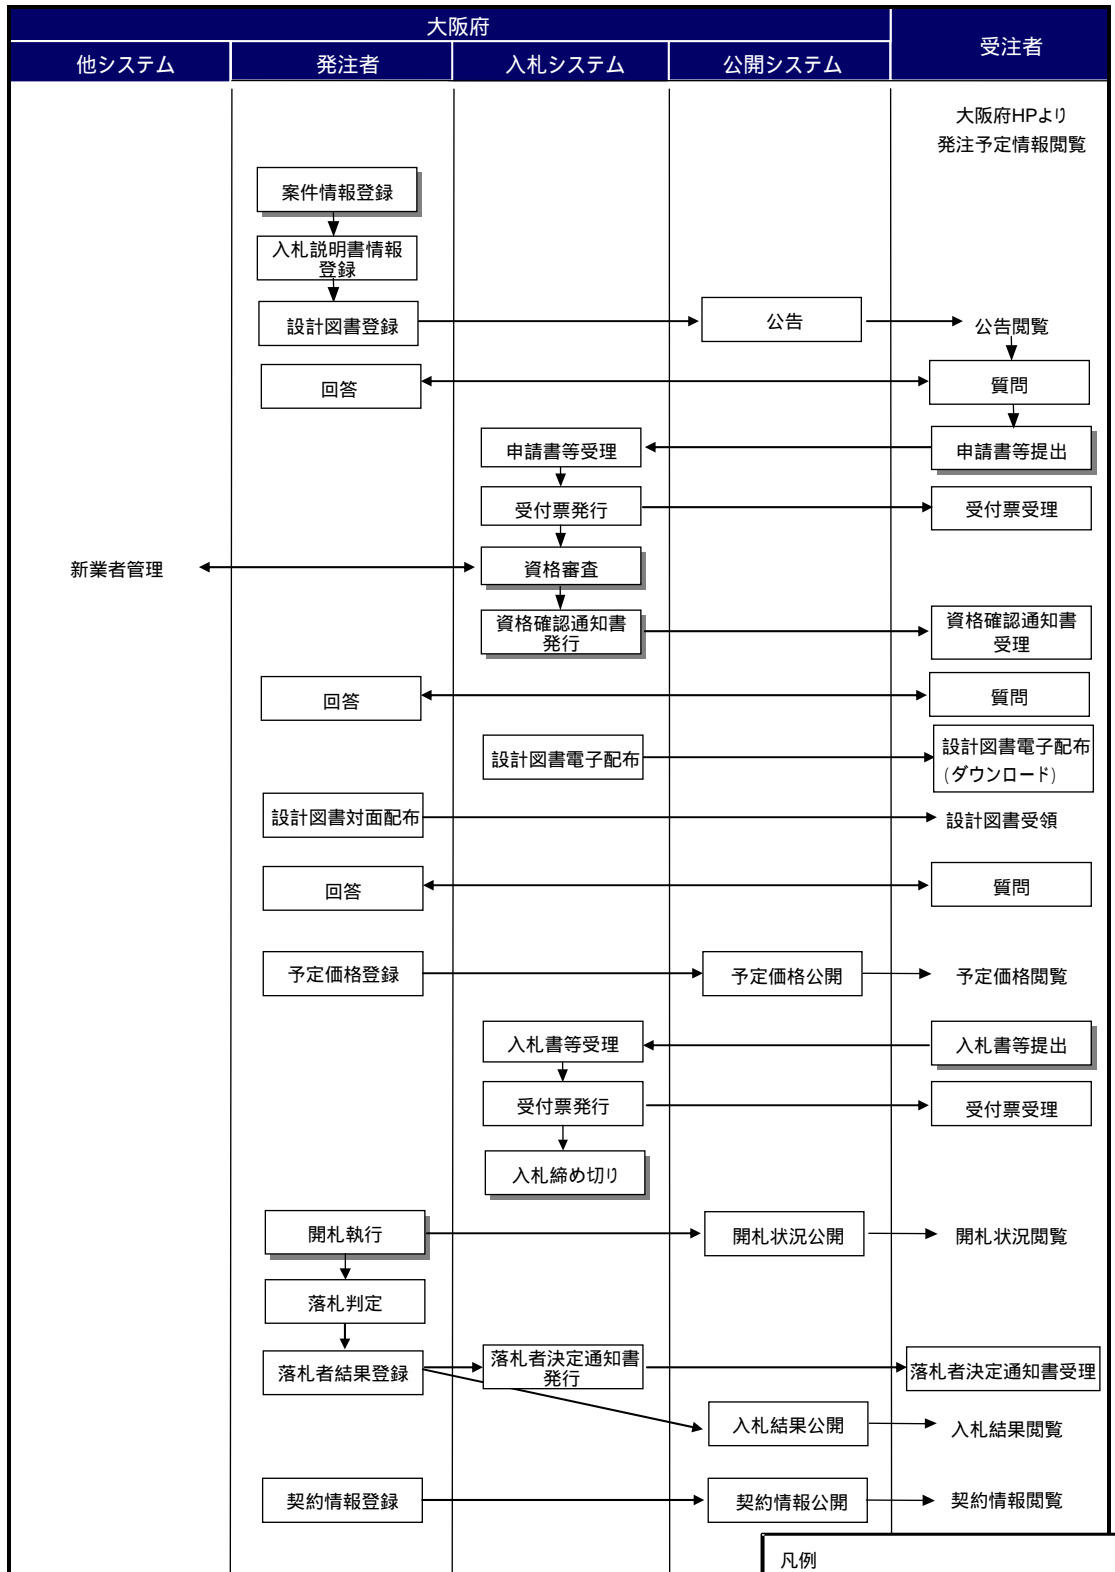 大阪府
受注者
他システム
発注者
入札システム
公開システム
大阪府HPより
発注予定情報閲覧
案件情報登録
入札説明書情報
登録
設計図書登録
公告
公告閲覧
回答
質問
申請書等受理
申請書等提出
受付票発行
受付票受理
新業者管理
資格審査
資格確認通知書
発行
資格確認通知書
受理
回答
質問
設計図書電子配布
設計図書電子配布
(ダウンロード)
設計図書対面配布
設計図書受領
回答
質問
予定価格登録
予定価格公開
予定価格閲覧
入札書等受理
入札書等提出
受付票発行
受付票受理
入札締め切り
開札執行
開札状況公開
開札状況閲覧
落札判定
落札者結果登録
落札者決定通知書
発行
落札者決定通知書受理
入札結果公開
入札結果閲覧
契約情報登録
契約情報公開
契約情報閲覧
凡例